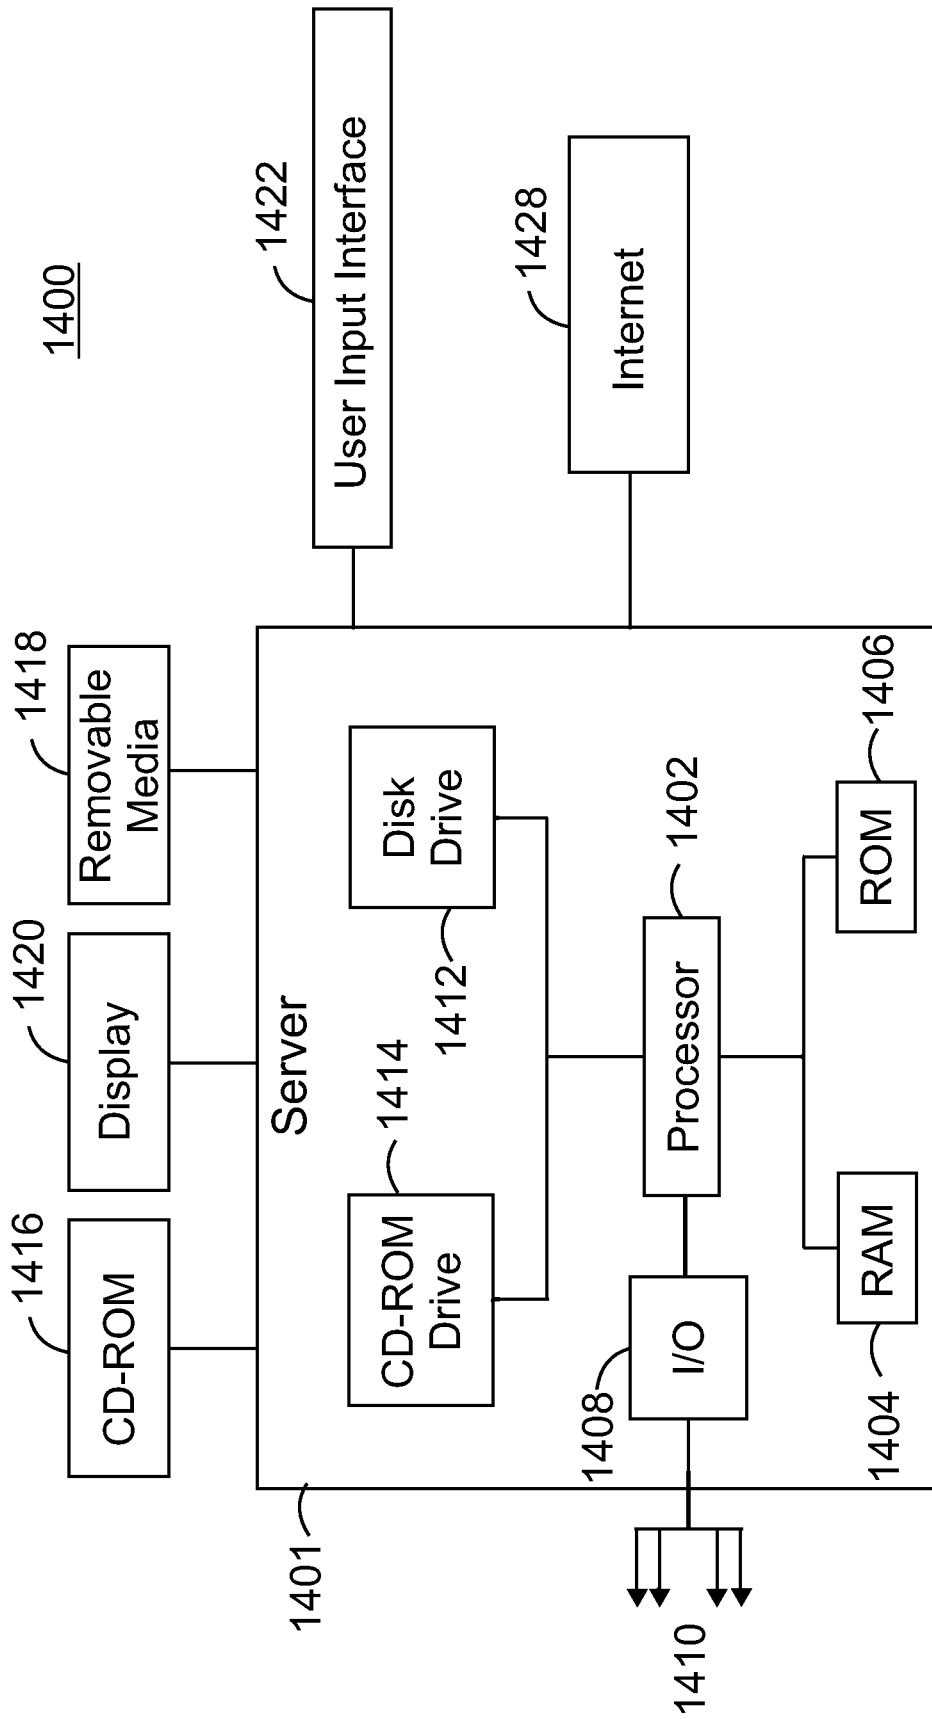 1400
1416
1420
1418
CD-ROM
Display
Removable
Media
1422
User Input Interface
1401
Server
1414
CD-ROM
Drive
1412
Disk
Drive
1428
Internet
1408
I/O
Processor
1402
1410
1404
RAM
ROM
1406